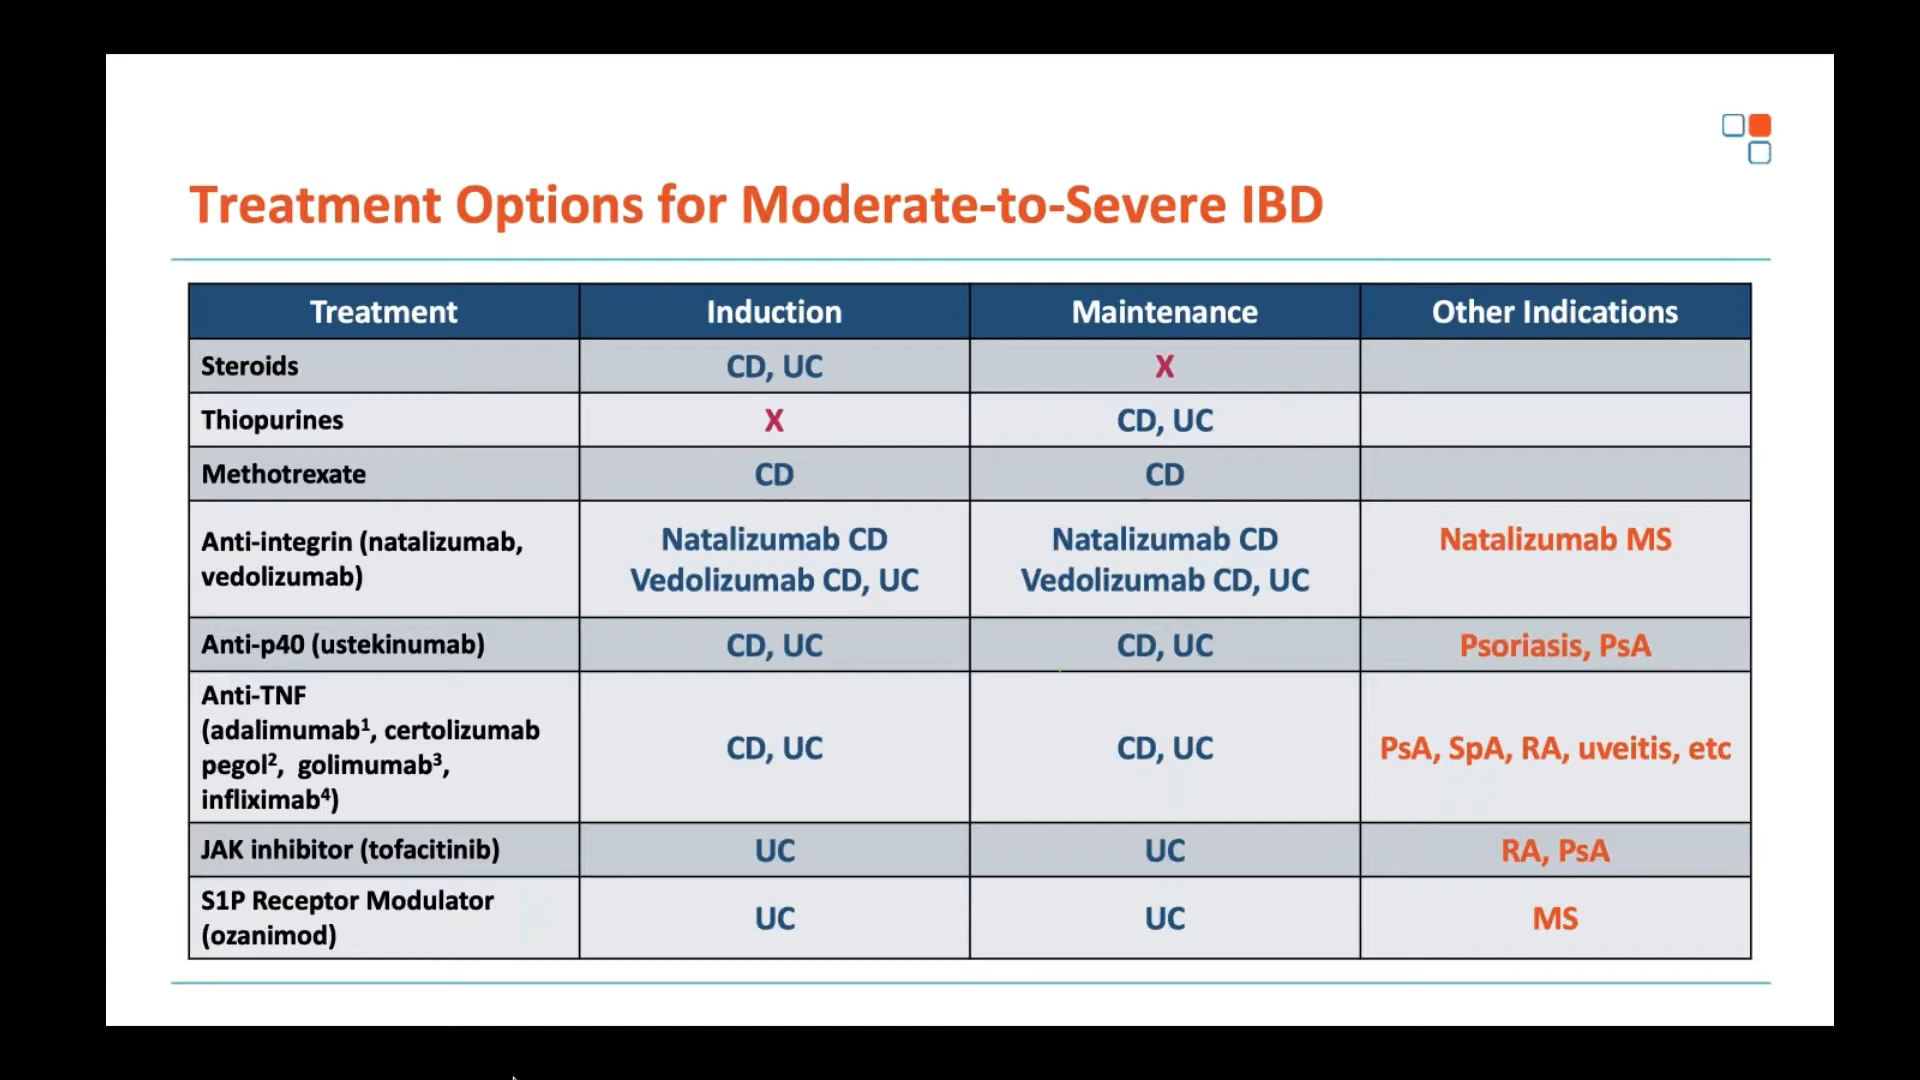 Treatment Options for Moderate-to-Severe IBD
Treatment Induction Maintenance Other Indications
Steroids CD, UC X
Thiopurines X CD, UC
Methotrexate CD CD
Anti-integrin (natalizumab,
vedolizumab)
Natalizumab CD
Vedolizumab CD, UC
Natalizumab CD
Vedolizumab CD, UC
Natalizumab MS
Anti-p40 (ustekinumab) CD, UC CD, UC Psoriasis, PsA
Anti-TNF
(adalimumab¹, certolizumab
pegol², golimumab³,
infliximab⁴)
CD, UC CD, UC PsA, SpA, RA, uveitis, etc
JAK inhibitor (tofacitinib) UC UC RA, PsA
S1P Receptor Modulator
(ozanimod)
UC UC MS